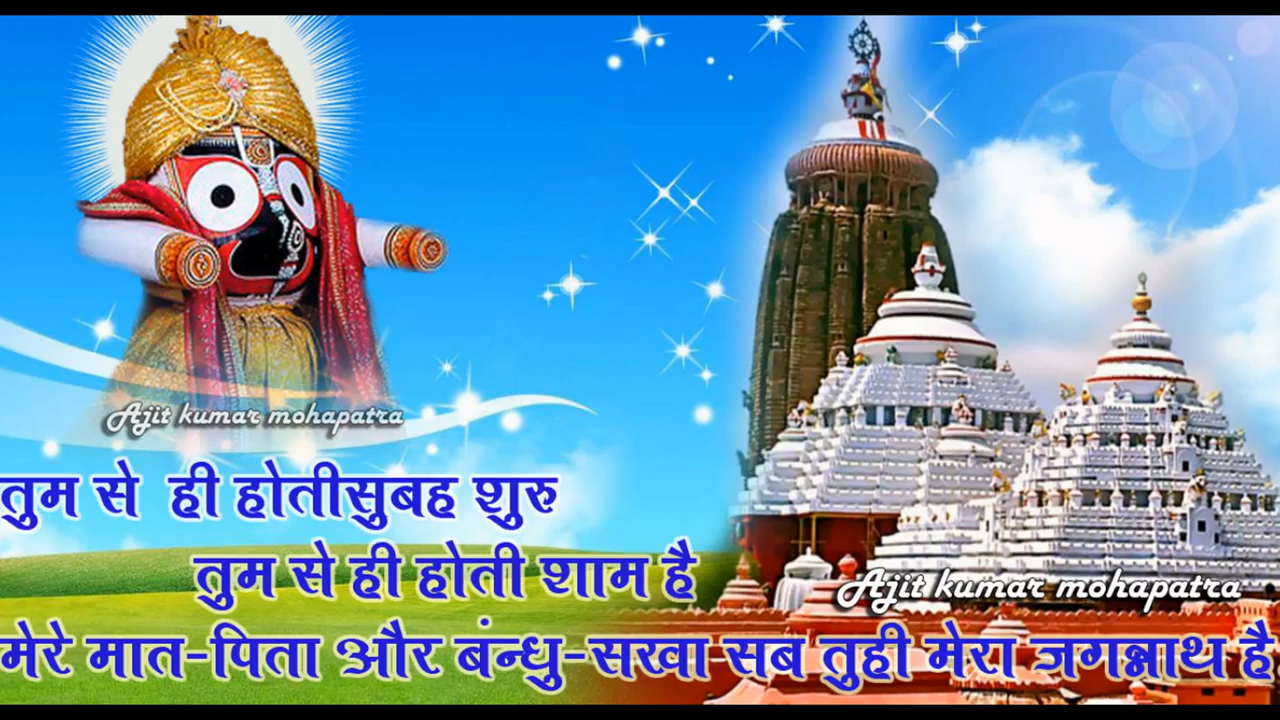 Ajit kumar mohapatra
तुम से ही होतीसुबह शुरु
तुम से ही होती शाम है
Ajit kumar mohapatra
मेरे मात-पिता और बंन्धु-सखा सब तुही मेरा जगन्नाथ है